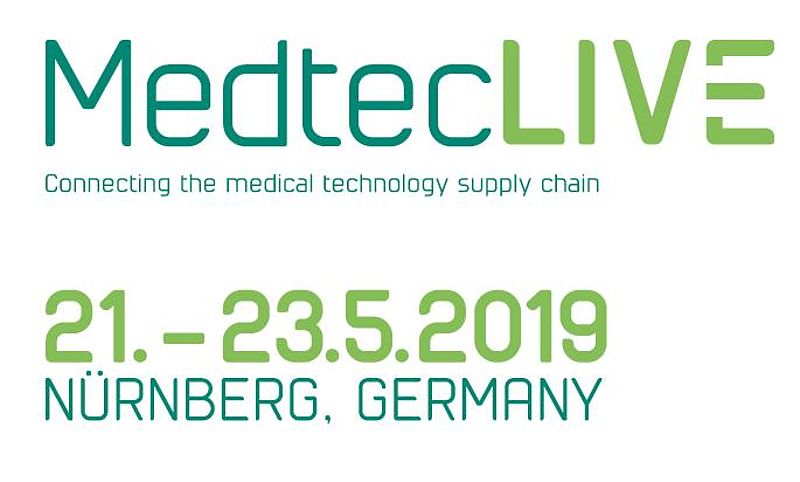 MedtecLIVE
Connecting the medical technology supply chain
21. – 23.5.2019
NÜRNBERG, GERMANY